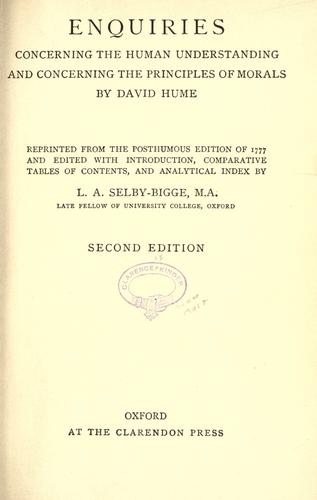 ENQUIRIES
CONCERNING THE HUMAN UNDERSTANDING
AND CONCERNING THE PRINCIPLES OF MORALS
BY DAVID HUME
REPRINTED FROM THE POSTHUMOUS EDITION OF 1777
AND EDITED WITH INTRODUCTION, COMPARATIVE
TABLES OF CONTENTS, AND ANALYTICAL INDEX BY
L. A. SELBY-BIGGE, M.A.
LATE FELLOW OF UNIVERSITY COLLEGE, OXFORD
SECOND EDITION
CLARENCE F KINDER
OXFORD
AT THE CLARENDON PRESS